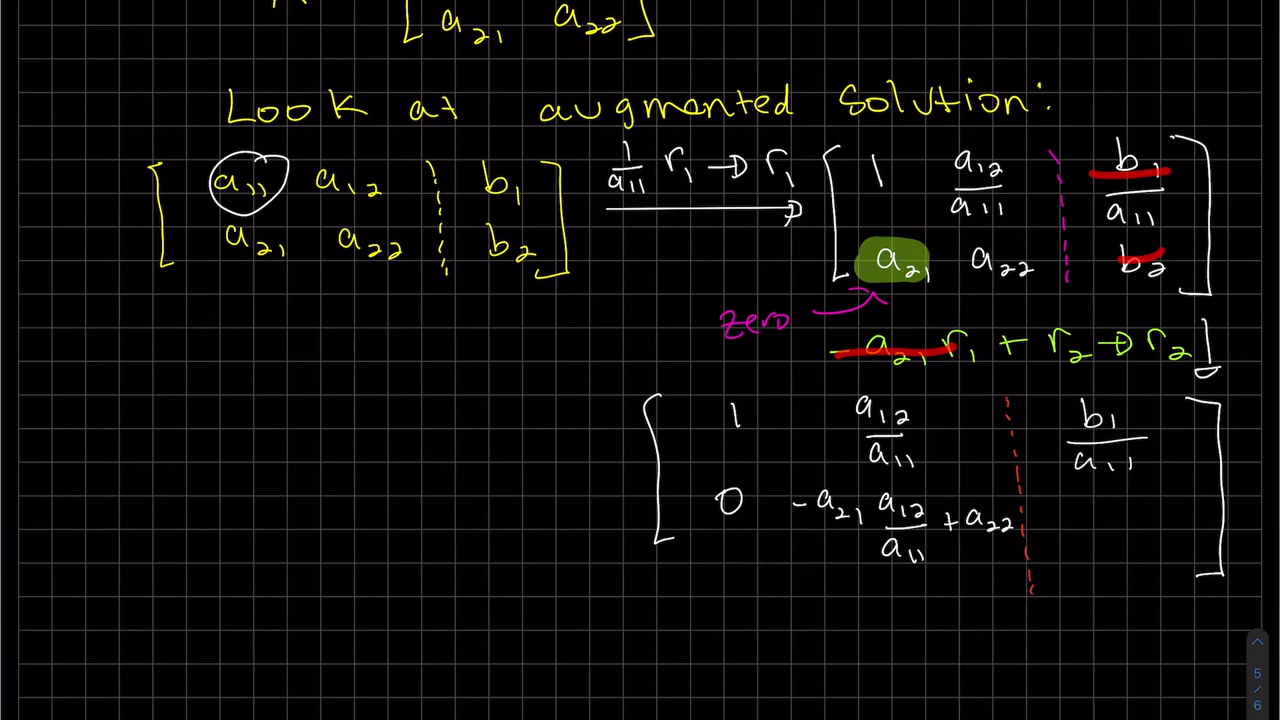 [ a₂₁ a₂₂ ]
Look at augmented solution:
[ a₁₁ a₁₂ ¦ b₁ ] 1/a₁₁ r₁ → r₁ [ 1 a₁₂/a₁₁ ¦ b₁/a₁₁ ]
[ a₂₁ a₂₂ ¦ b₂ ] [ a₂₁ a₂₂ ¦ b₂ ]
zero
- a₂₁ r₁ + r₂ → r₂ ↓
[ 1 a₁₂/a₁₁ ¦ b₁/a₁₁ ]
[ 0 -a₂₁ a₁₂/a₁₁ + a₂₂ ¦ ]
5
/
6